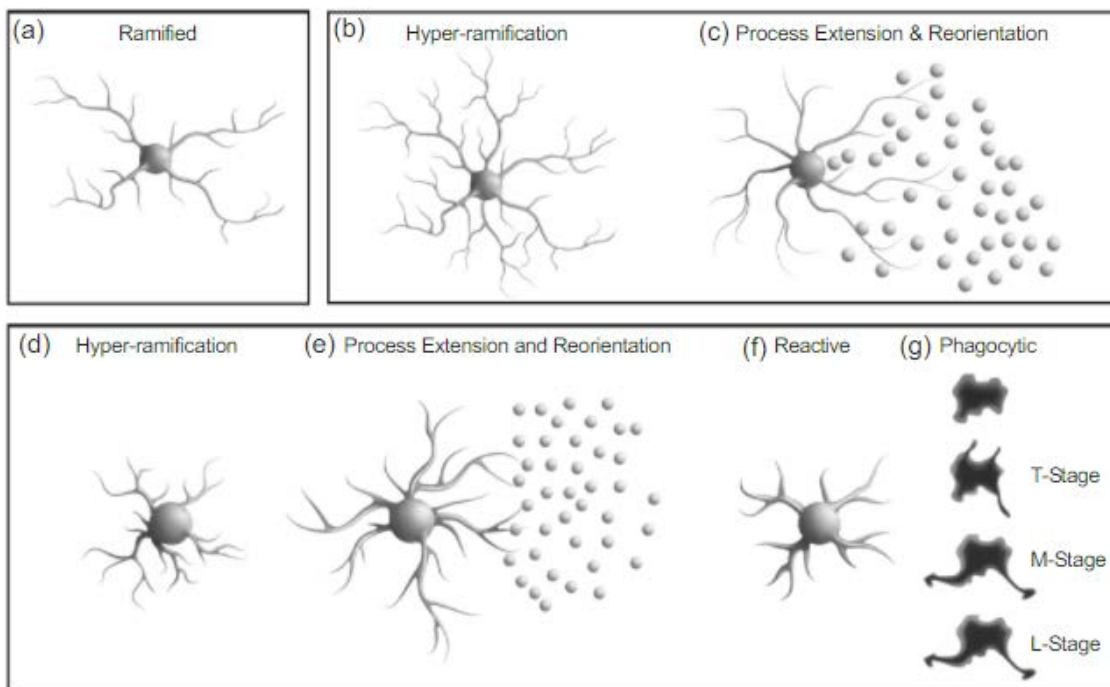 (a) Ramified
(b) Hyper-ramification
(c) Process Extension & Reorientation
(d) Hyper-ramification
(e) Process Extension and Reorientation
(f) Reactive
(g) Phagocytic
T-Stage
M-Stage
L-Stage